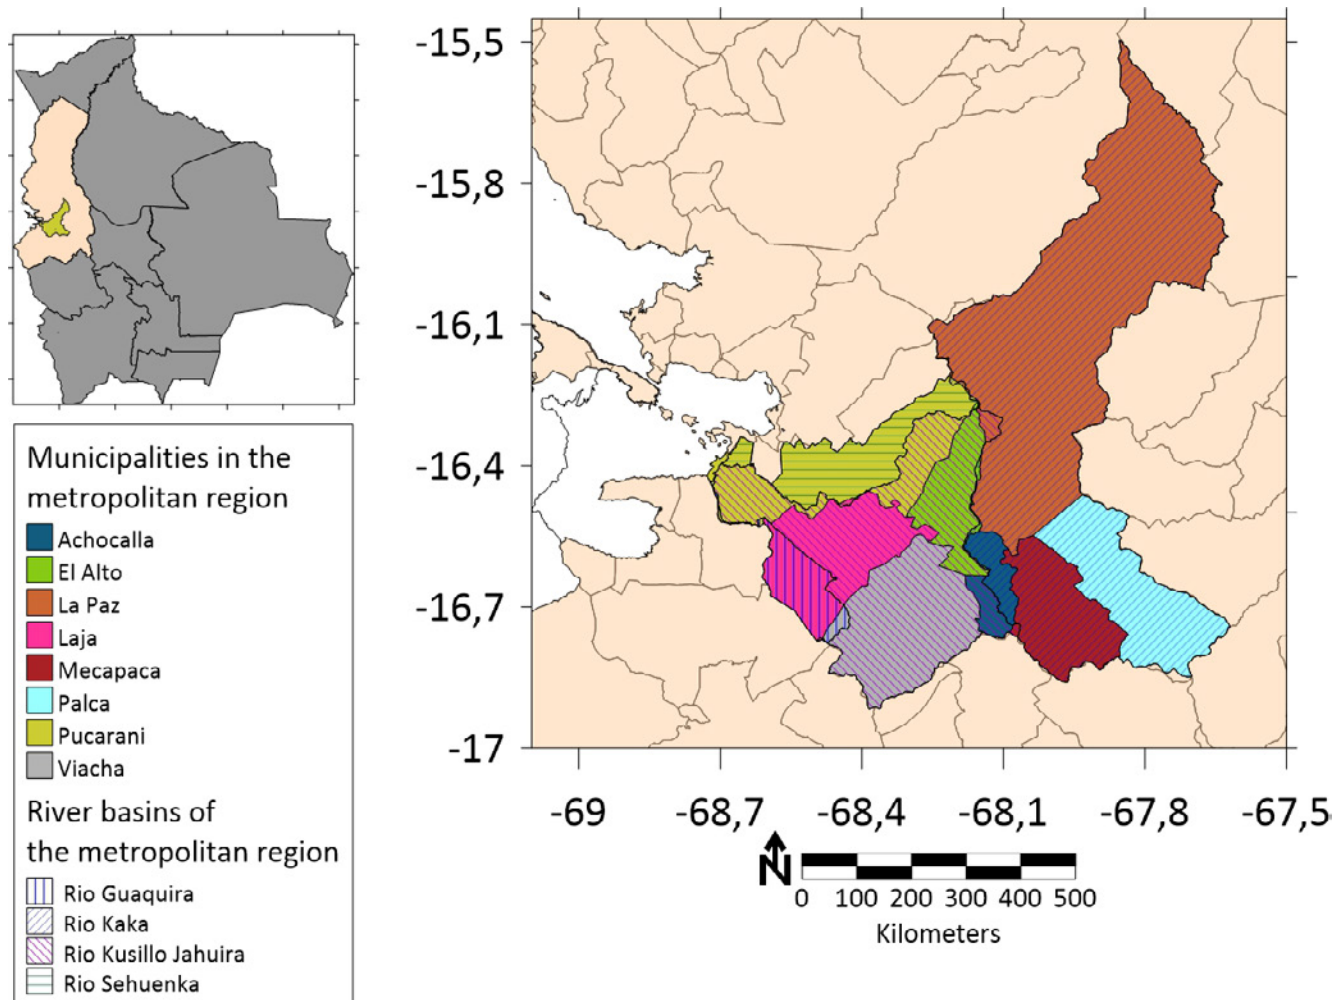 Municipalities in the
metropolitan region
Achocalla
El Alto
La Paz
Laja
Mecapaca
Palca
Pucarani
Viacha
River basins of
the metropolitan region
Rio Guaquira
Rio Kaka
Rio Kusillo Jahuira
Rio Sehuenka
-15,5
-15,8
-16,1
-16,4
-16,7
-17
-69 -68,7 -68,4 -68,1 -67,8 -67,5
N
0 100 200 300 400 500
Kilometers